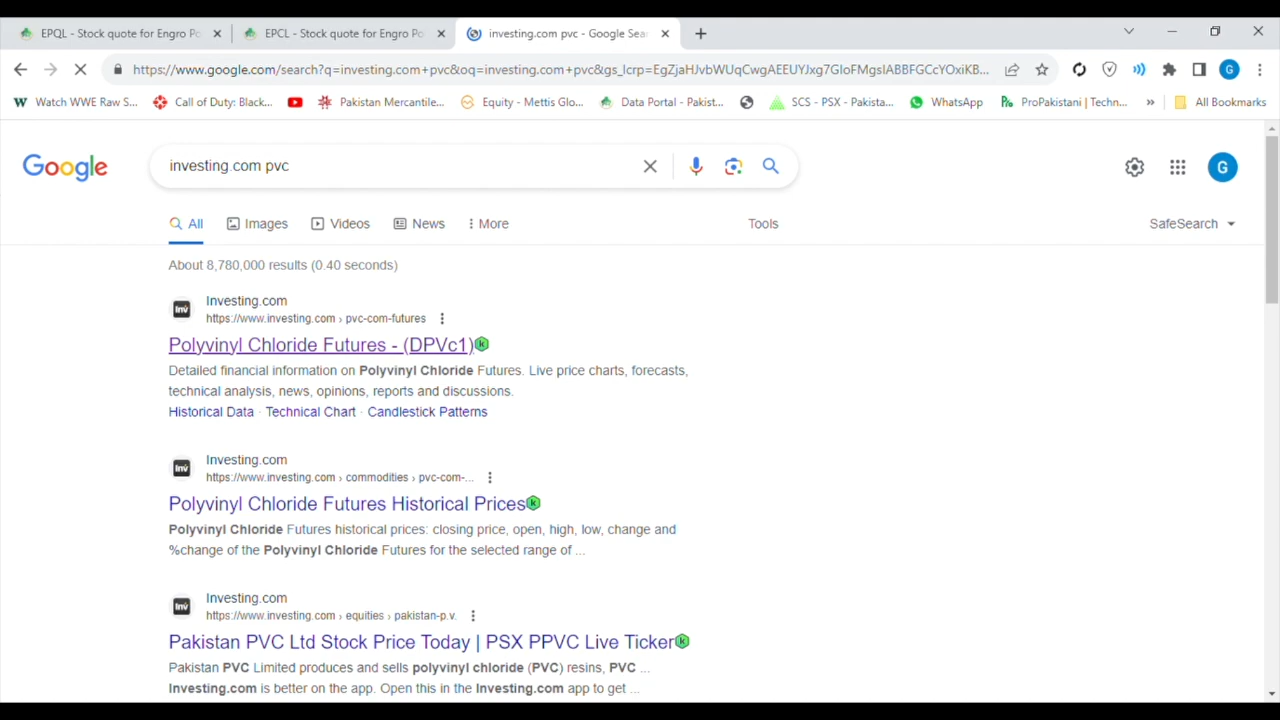 EPQL - Stock quote for Engro Po
EPCL - Stock quote for Engro Po
investing.com pvc - Google Sea
https://www.google.com/search?q=investing.com+pvc&oq=investing.com+pvc&gs_lcrp=EgZjaHJvbWUqCwgAEEUYJxg7GIoFMgsIABBFGCcYOxiKB...
G
W Watch WWE Raw S...
Call of Duty: Black...
Pakistan Mercantile...
Equity - Mettis Glo...
Data Portal - Pakist...
SCS - PSX - Pakista...
WhatsApp
ProPakistani | Techn...
»
All Bookmarks
Google
investing.com pvc
G
All
Images
Videos
News
More
Tools
SafeSearch
About 8,780,000 results (0.40 seconds)
Inv
Investing.com
https://www.investing.com › pvc-com-futures
Polyvinyl Chloride Futures - (DPVc1)
k
Detailed financial information on Polyvinyl Chloride Futures. Live price charts, forecasts,
technical analysis, news, opinions, reports and discussions.
Historical Data · Technical Chart · Candlestick Patterns
Inv
Investing.com
https://www.investing.com › commodities › pvc-com-...
Polyvinyl Chloride Futures Historical Prices
k
Polyvinyl Chloride Futures historical prices: closing price, open, high, low, change and
%change of the Polyvinyl Chloride Futures for the selected range of ...
Inv
Investing.com
https://www.investing.com › equities › pakistan-p.v.
Pakistan PVC Ltd Stock Price Today | PSX PPVC Live Ticker
k
Pakistan PVC Limited produces and sells polyvinyl chloride (PVC) resins, PVC ...
Investing.com is better on the app. Open this in the Investing.com app to get ...